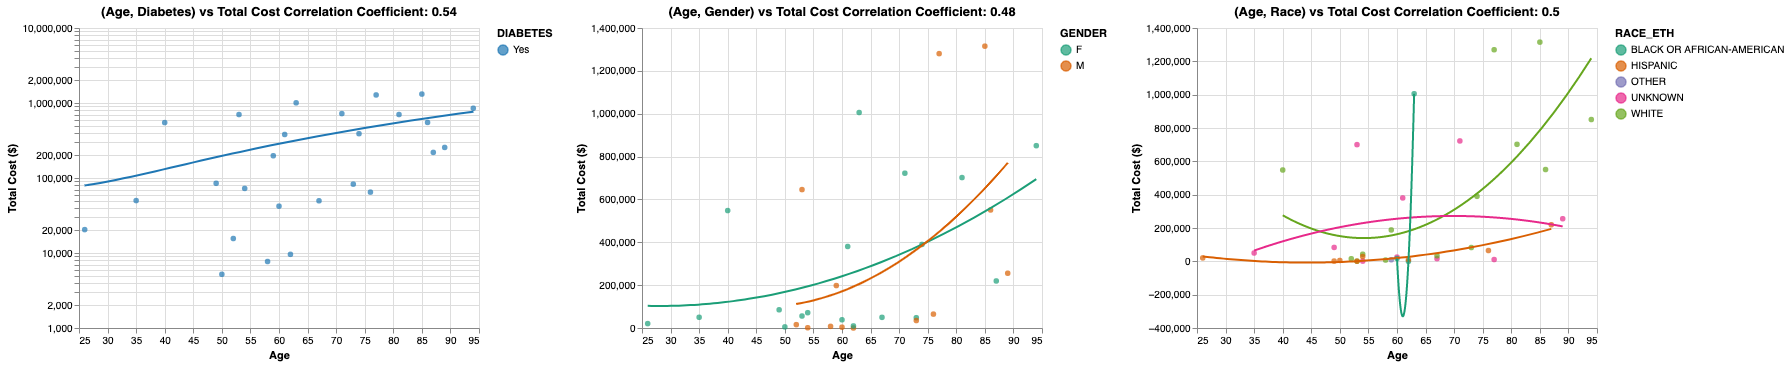 (Age, Diabetes) vs Total Cost Correlation Coefficient: 0.54
Total Cost ($)
10,000,000
2,000,000
1,000,000
200,000
100,000
20,000
10,000
2,000
1,000
25 30 35 40 45 50 55 60 65 70 75 80 85 90 95
Age
DIABETES
Yes
(Age, Gender) vs Total Cost Correlation Coefficient: 0.48
Total Cost ($)
1,400,000
1,200,000
1,000,000
800,000
600,000
400,000
200,000
0
25 30 35 40 45 50 55 60 65 70 75 80 85 90 95
Age
GENDER
F
M
(Age, Race) vs Total Cost Correlation Coefficient: 0.5
Total Cost ($)
1,400,000
1,200,000
1,000,000
800,000
600,000
400,000
200,000
0
−200,000
−400,000
25 30 35 40 45 50 55 60 65 70 75 80 85 90 95
Age
RACE_ETH
BLACK OR AFRICAN-AMERICAN
HISPANIC
OTHER
UNKNOWN
WHITE